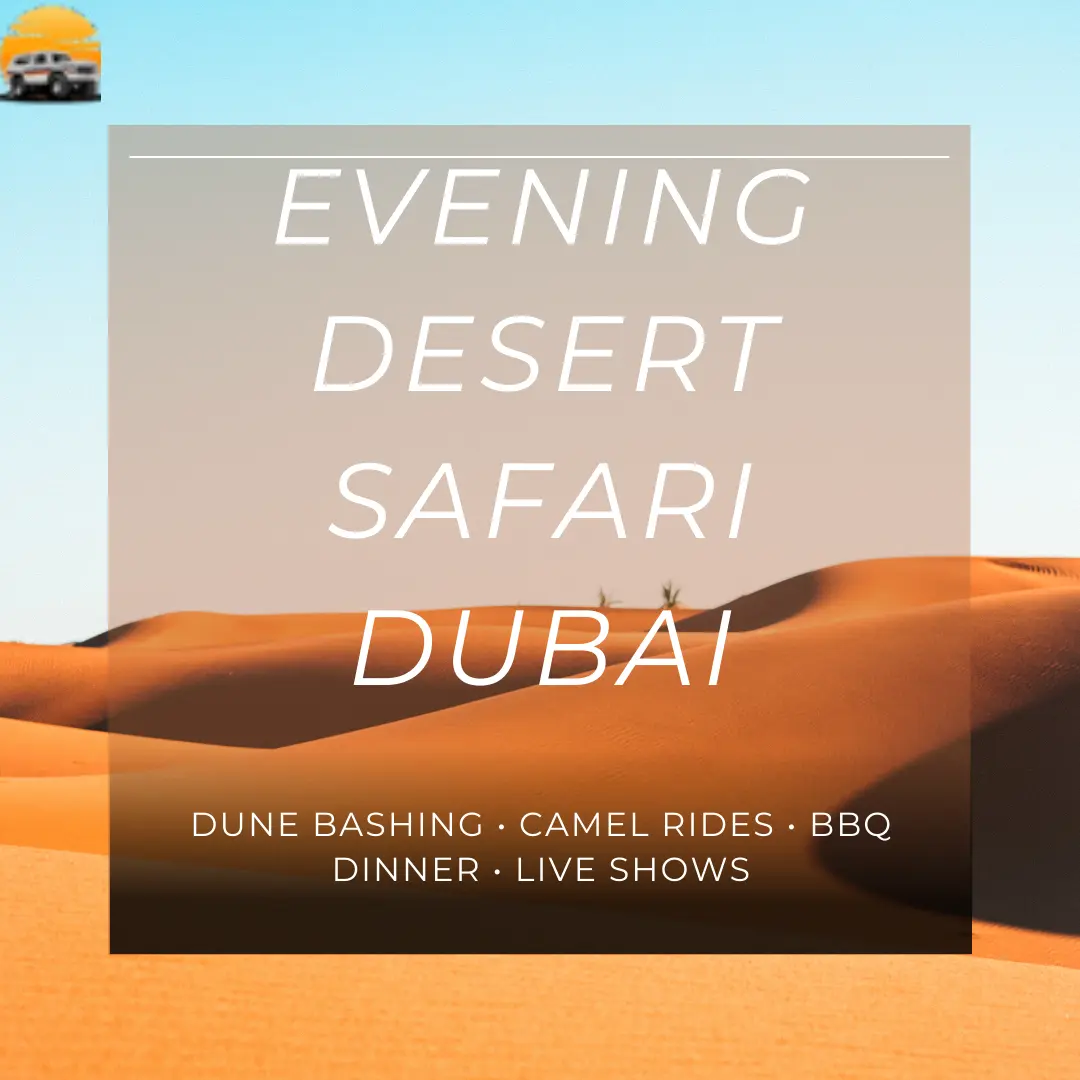 EVENING
DESERT
SAFARI
DUBAI
DUNE BASHING • CAMEL RIDES • BBQ
DINNER • LIVE SHOWS